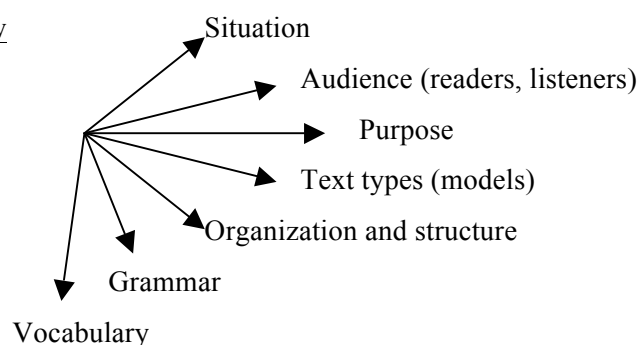 Situation
Audience (readers, listeners)
Purpose
Text types (models)
Organization and structure
Grammar
Vocabulary